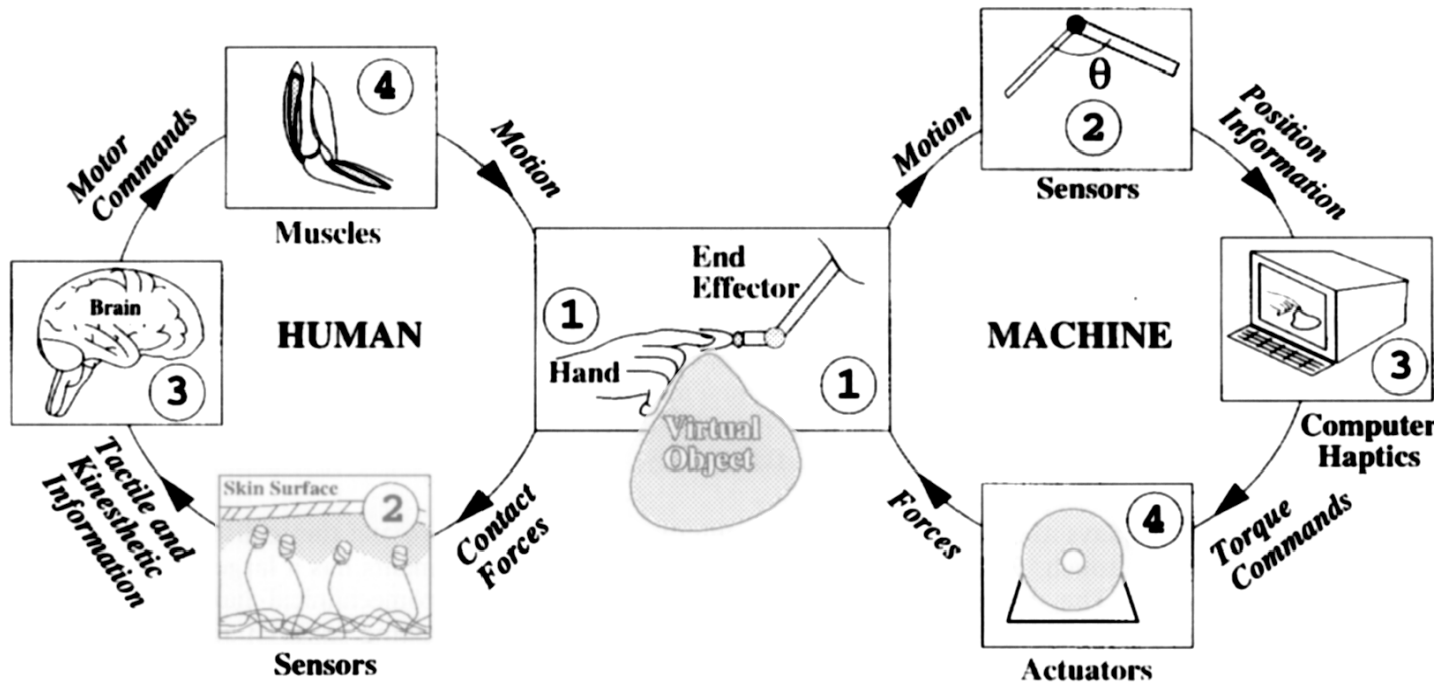 4
Motor
Commands
Motion
Muscles
Brain
3
HUMAN
Tactile and
Kinesthetic
Information
Skin Surface
2
Sensors
Contact
Forces
1
Hand
End
Effector
1
Virtual
Object
Motion
θ
2
Sensors
Position
Information
MACHINE
3
Computer
Haptics
Torque
Commands
4
Actuators
Forces